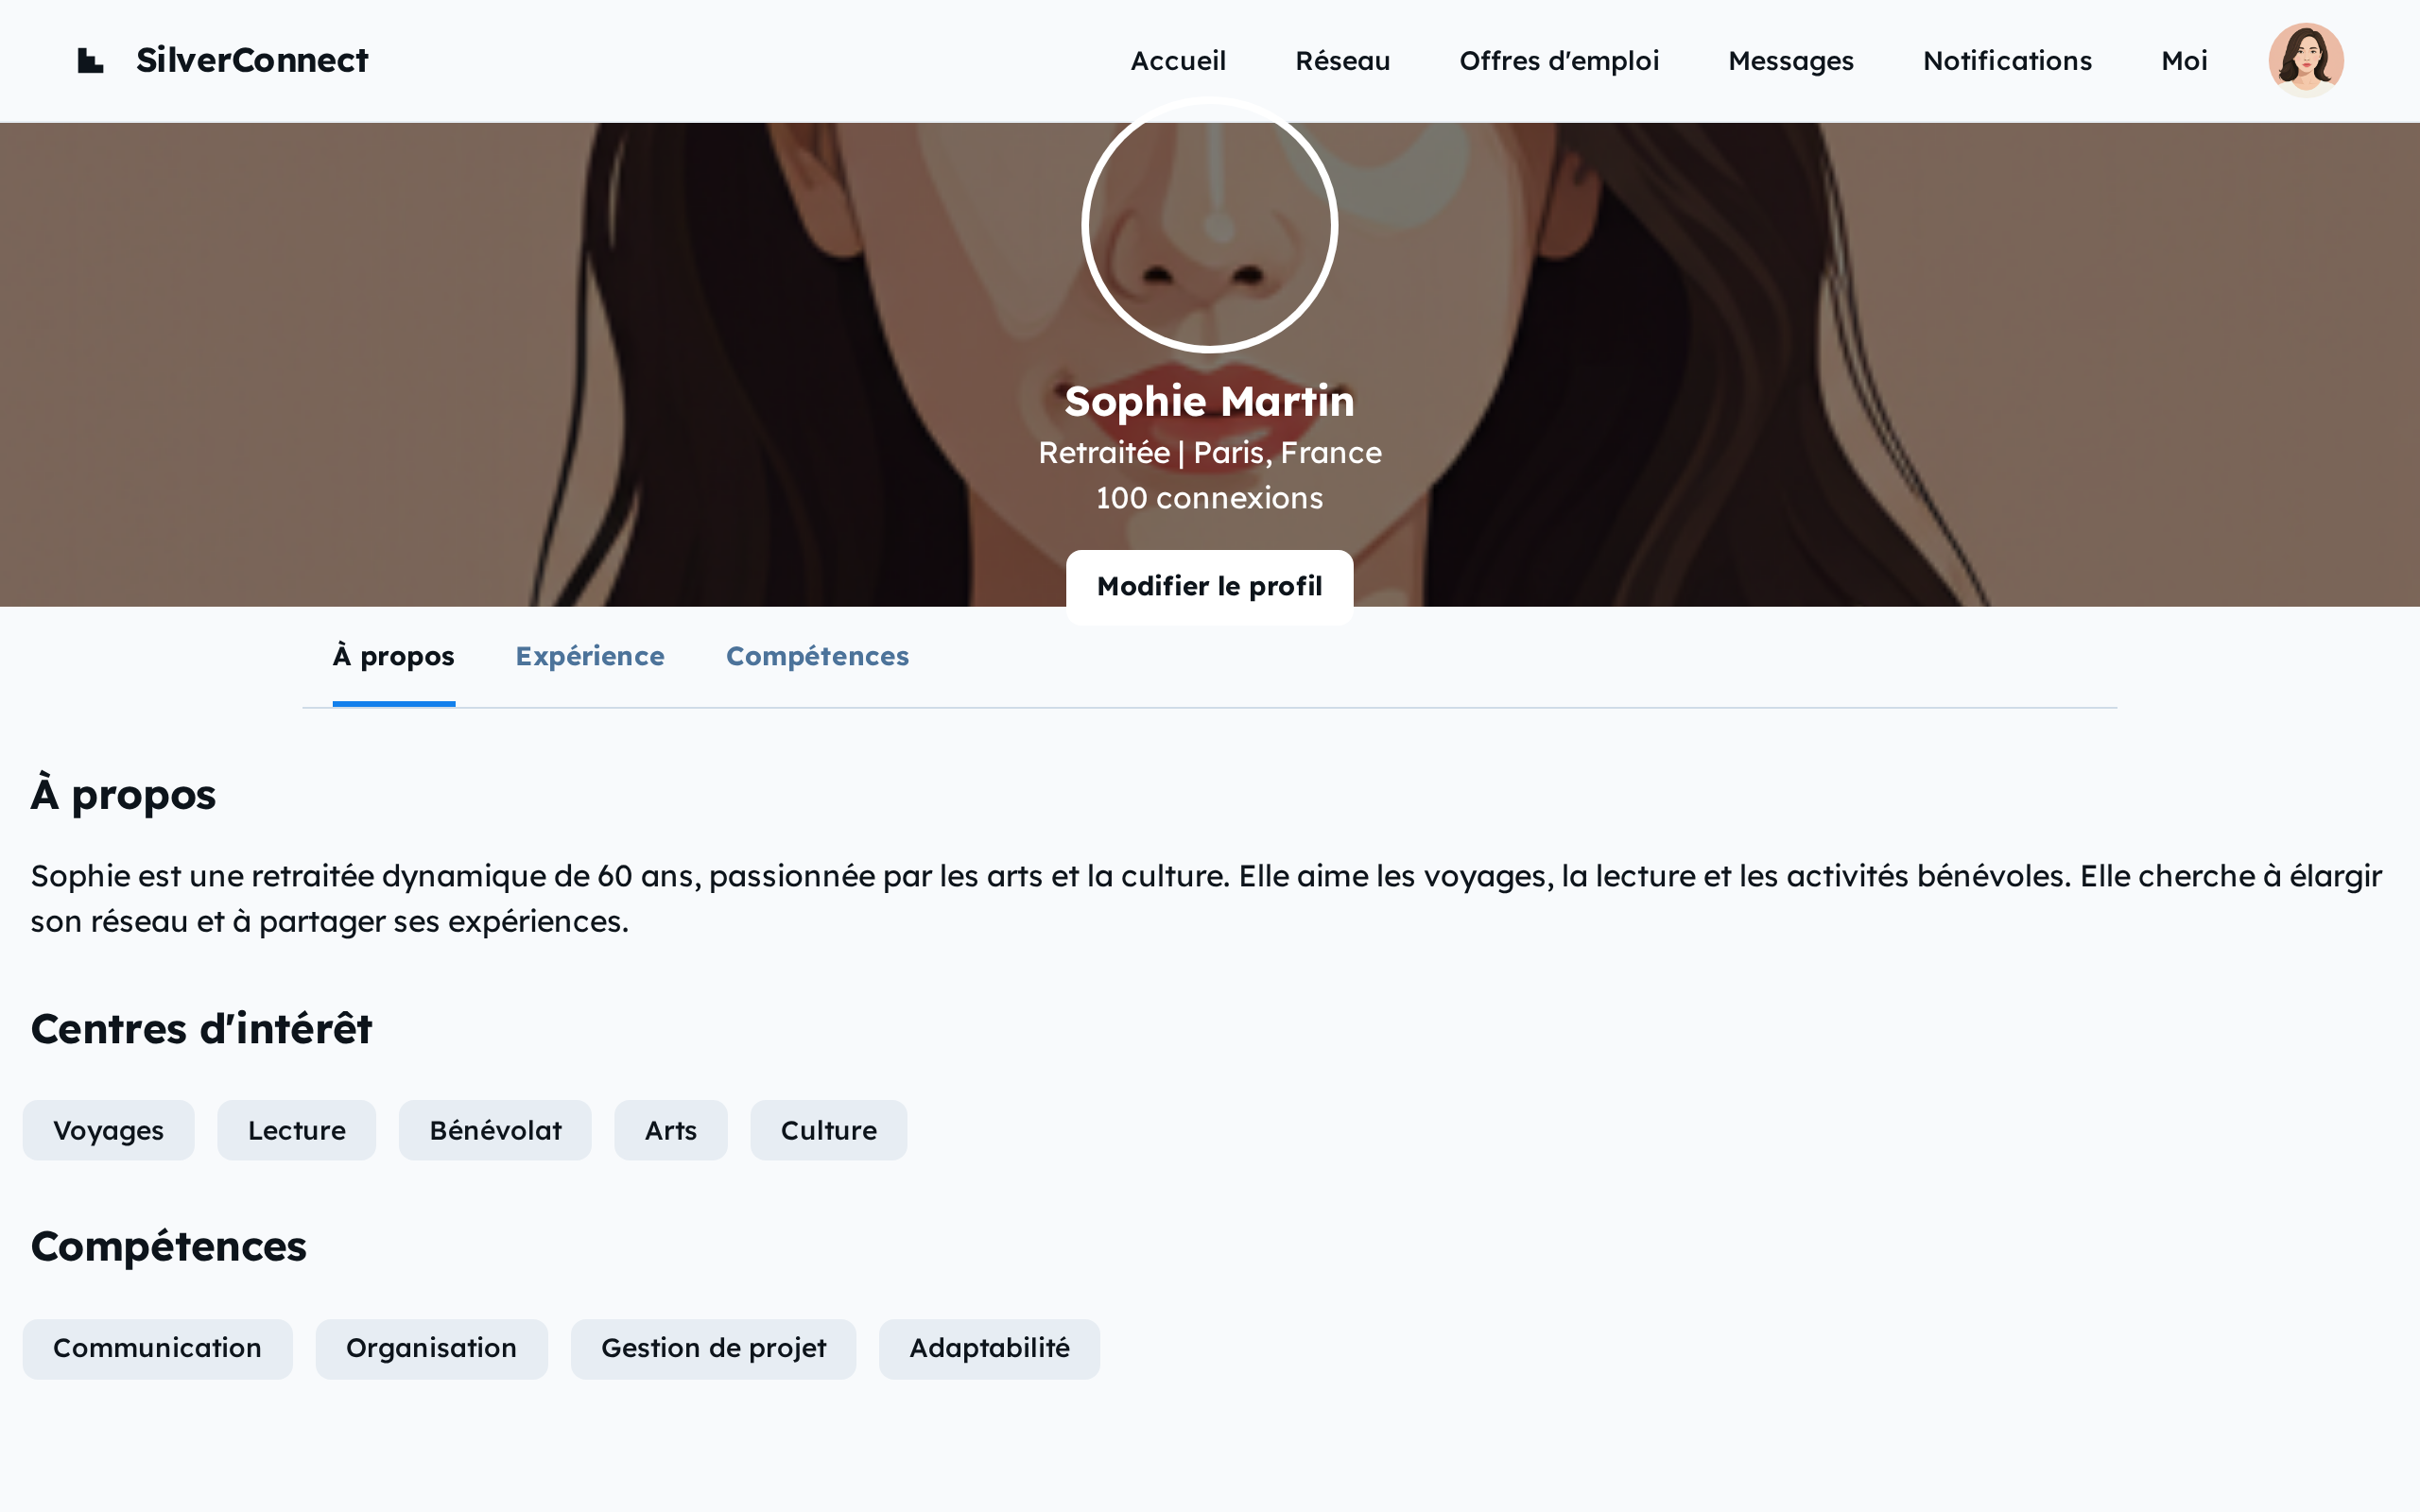 SilverConnect
Accueil
Réseau
Offres d'emploi
Messages
Notifications
Moi
Sophie Martin
Retraitée | Paris, France
100 connexions
Modifier le profil
À propos
Expérience
Compétences
À propos
Sophie est une retraitée dynamique de 60 ans, passionnée par les arts et la culture. Elle aime les voyages, la lecture et les activités bénévoles. Elle cherche à élargir
son réseau et à partager ses expériences.
Centres d'intérêt
Voyages
Lecture
Bénévolat
Arts
Culture
Compétences
Communication
Organisation
Gestion de projet
Adaptabilité